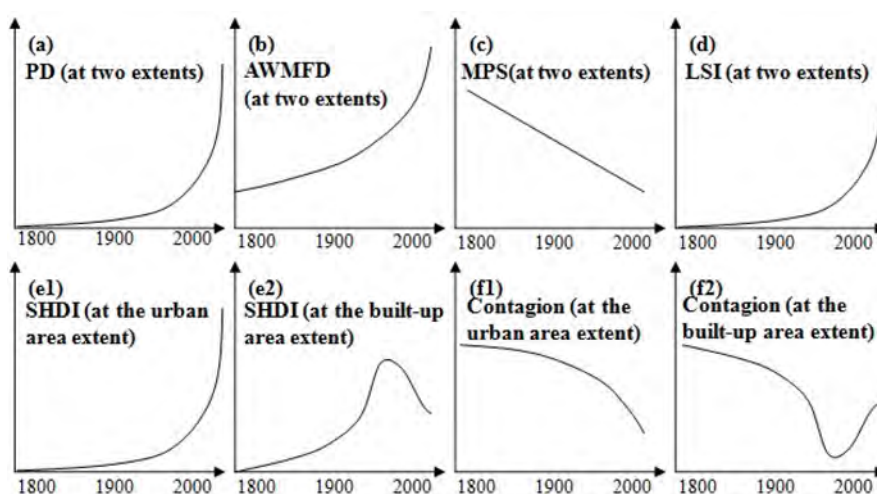 (a)
PD (at two extents)
1800 1900 2000
(b)
AWMFD
(at two extents)
1800 1900 2000
(c)
MPS(at two extents)
1800 1900 2000
(d)
LSI (at two extents)
1800 1900 2000
(e1)
SHDI (at the urban
area extent)
1800 1900 2000
(e2)
SHDI (at the built-up
area extent)
1800 1900 2000
(f1)
Contagion (at the
urban area extent)
1800 1900 2000
(f2)
Contagion (at the
built-up area extent)
1800 1900 2000